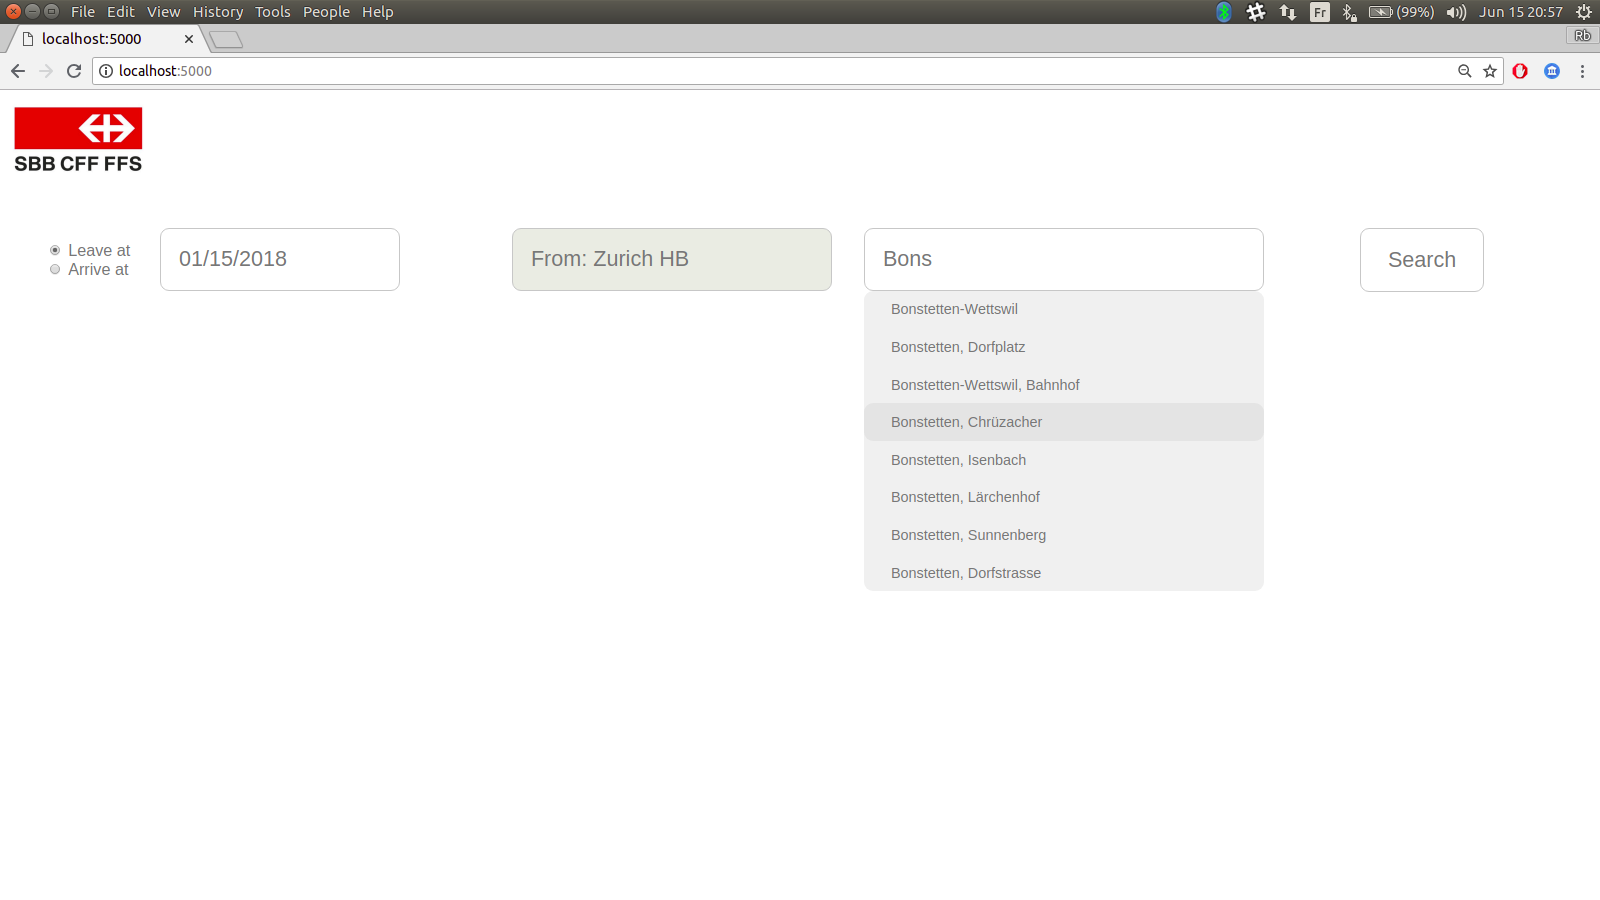 File Edit View History Tools People Help
Fr (99%) Jun 15 20:57
localhost:5000
Rb
localhost:5000
SBB CFF FFS
Leave at
Arrive at
01/15/2018
From: Zurich HB
Bons
Search
Bonstetten-Wettswil
Bonstetten, Dorfplatz
Bonstetten-Wettswil, Bahnhof
Bonstetten, Chrüzacher
Bonstetten, Isenbach
Bonstetten, Lärchenhof
Bonstetten, Sunnenberg
Bonstetten, Dorfstrasse